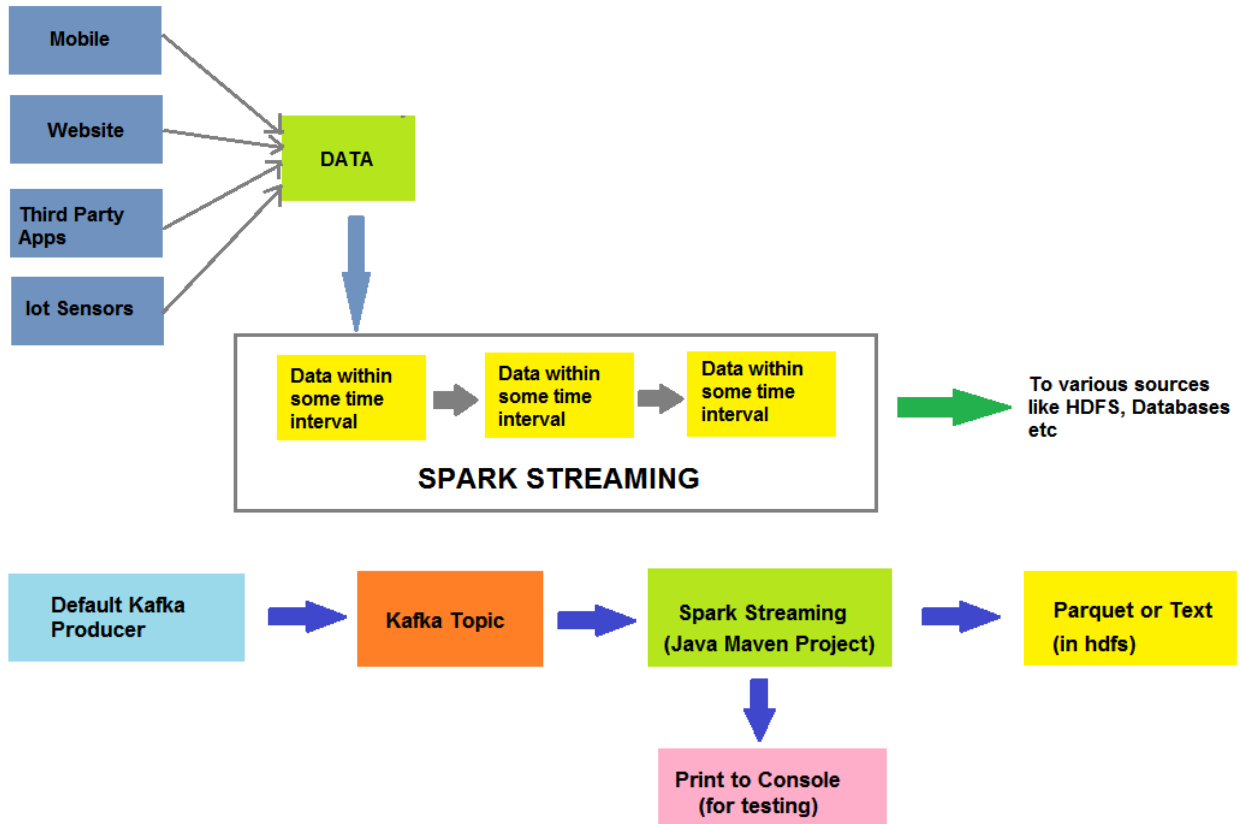 Mobile
Website
Third Party
Apps
Iot Sensors
DATA
Data within
some time
interval
Data within
some time
interval
Data within
some time
interval
SPARK STREAMING
To various sources
like HDFS, Databases
etc
Default Kafka
Producer
Kafka Topic
Spark Streaming
(Java Maven Project)
Parquet or Text
(in hdfs)
Print to Console
(for testing)